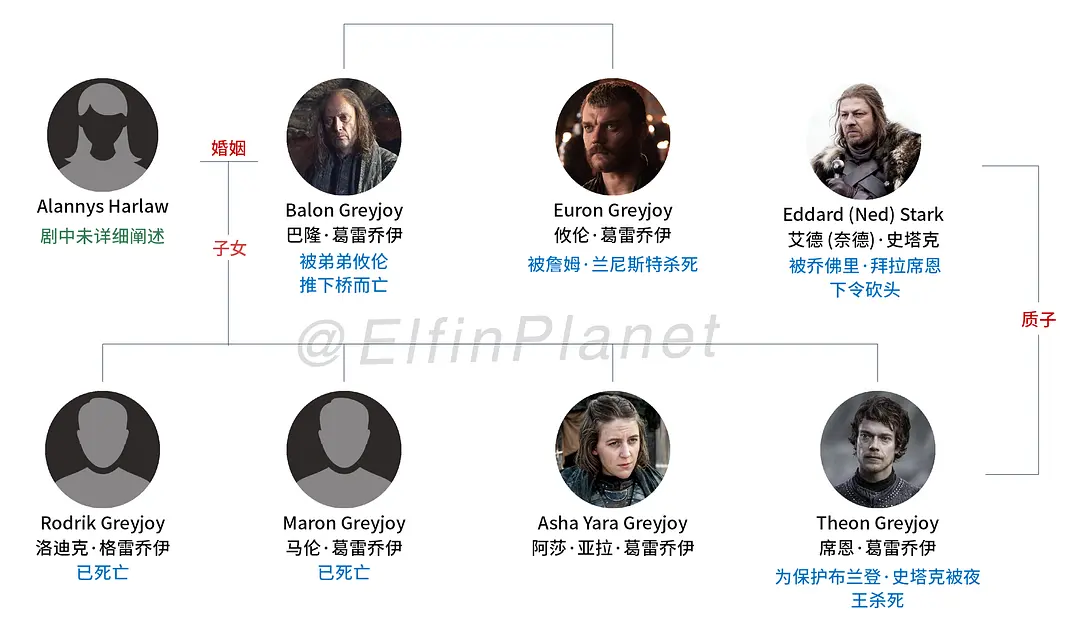 婚姻
Alannys Harlaw
剧中未详细阐述
Balon Greyjoy
巴隆·葛雷乔伊
被弟弟攸伦
推下桥而亡
Euron Greyjoy
攸伦·葛雷乔伊
被詹姆·兰尼斯特杀死
Eddard (Ned) Stark
艾德 (奈德)·史塔克
被乔佛里·拜拉席恩
下令砍头
子女
质子
@ElfinPlanet
Rodrik Greyjoy
洛迪克·格雷乔伊
已死亡
Maron Greyjoy
马伦·葛雷乔伊
已死亡
Asha Yara Greyjoy
阿莎·亚拉·葛雷乔伊
Theon Greyjoy
席恩·葛雷乔伊
为保护布兰登·史塔克被夜
王杀死